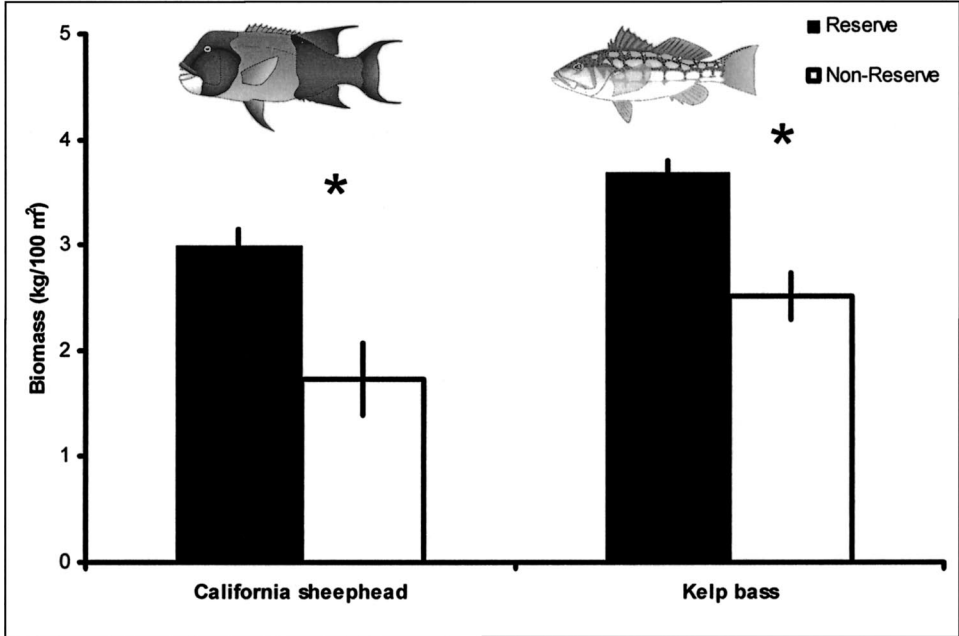 5
Reserve
Non-Reserve
4
*
*
3
Biomass (kg/100 m²)
2
1
0
California sheephead
Kelp bass